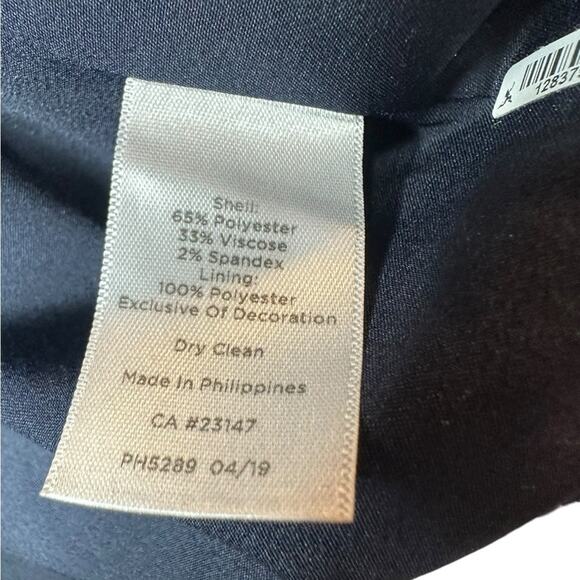 Shell:
65% Polyester
33% Viscose
2% Spandex
Lining:
100% Polyester
Exclusive Of Decoration
Dry Clean
Made In Philippines
CA #23147
PH5289 04/19